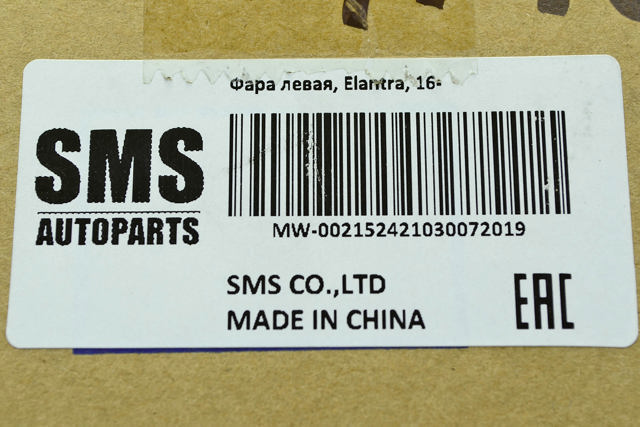 Фара левая, Elantra, 16-
SMS
AUTOPARTS
MW-002152421030072019
SMS CO.,LTD
MADE IN CHINA
EAC